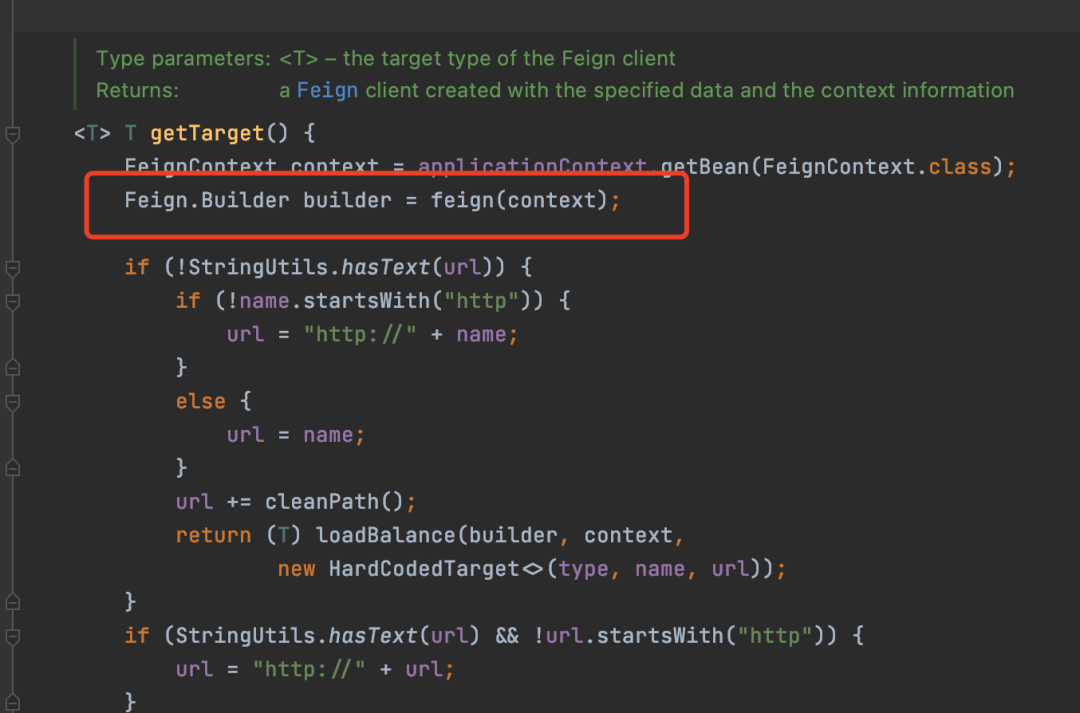 Type parameters: <T> – the target type of the Feign client
Returns: a Feign client created with the specified data and the context information
<T> T getTarget() {
FeignContext context = applicationContext.getBean(FeignContext.class);
Feign.Builder builder = feign(context);
if (!StringUtils.hasText(url)) {
if (!name.startsWith("http")) {
url = "http://" + name;
}
else {
url = name;
}
url += cleanPath();
return (T) loadBalance(builder, context,
new HardCodedTarget<>(type, name, url));
}
if (StringUtils.hasText(url) && !url.startsWith("http")) {
url = "http://" + url;
}